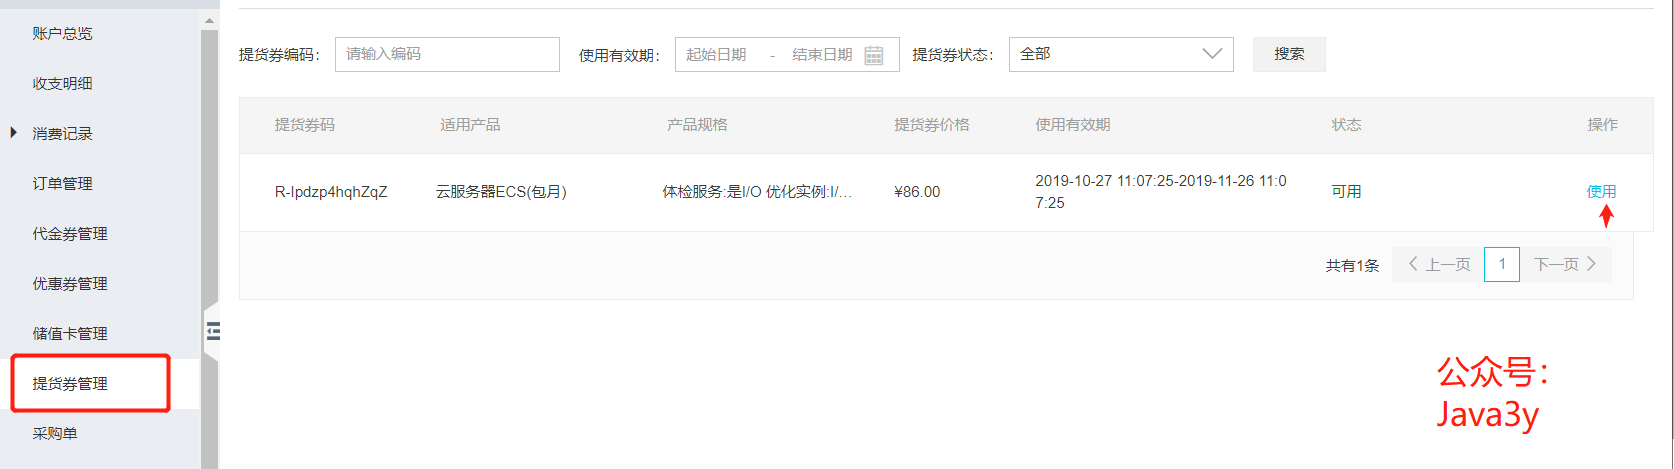 账户总览
收支明细
消费记录
订单管理
代金券管理
优惠券管理
储值卡管理
提货券管理
采购单
提货券编码： 请输入编码 使用有效期： 起始日期 - 结束日期 提货券状态： 全部 搜索
提货券码 适用产品 产品规格 提货券价格 使用有效期 状态 操作
R-Ipdzp4hqhZqZ 云服务器ECS(包月) 体检服务:是I/O 优化实例:I/... ¥86.00 2019-10-27 11:07:25-2019-11-26 11:0 可用 使用
7:25
共有1条 上一页 1 下一页
公众号：
Java3y